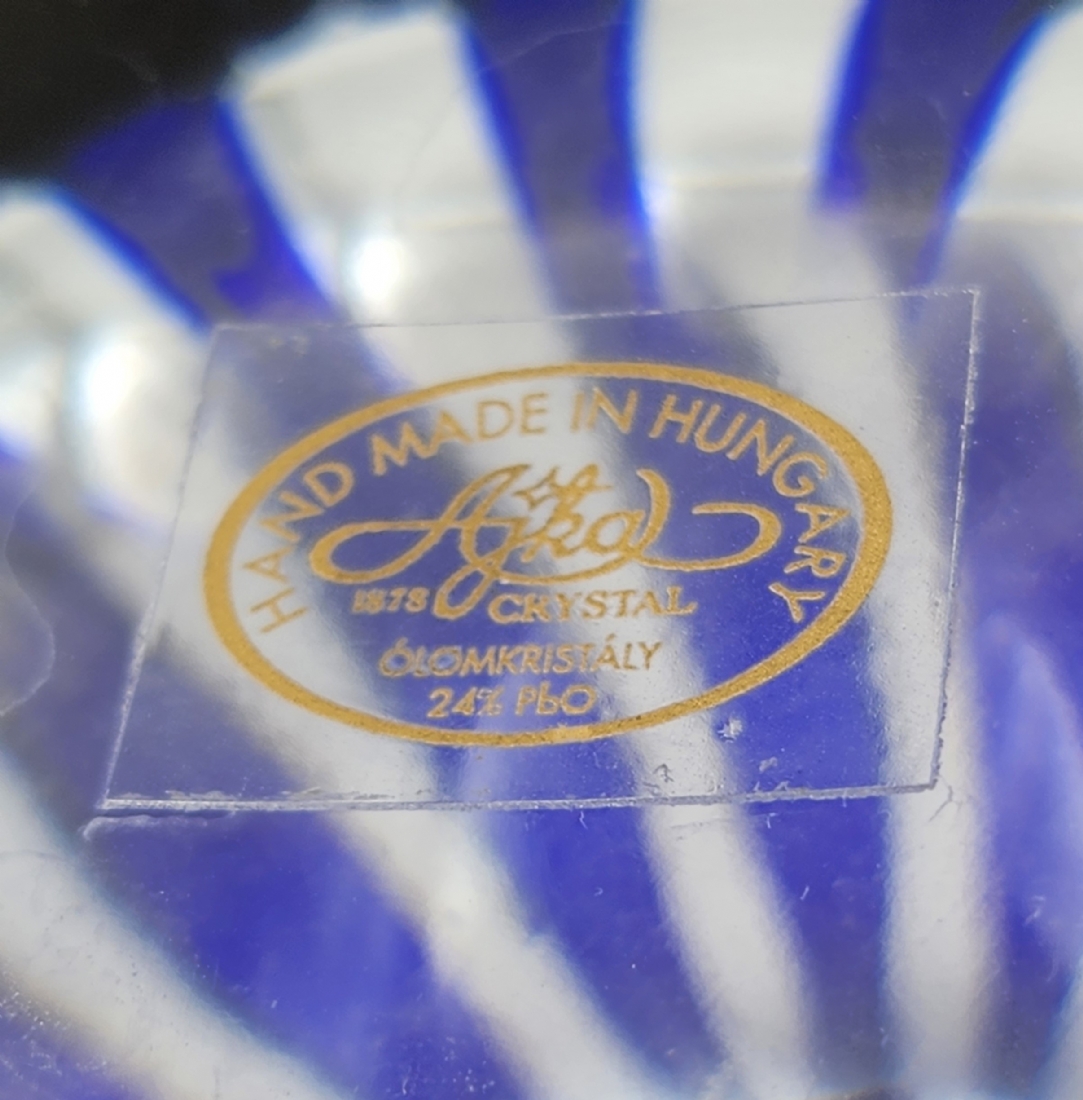 HAND MADE IN HUNGARY
Ajka
1878 CRYSTAL
ÓLOMKRISTÁLY
24% PbO